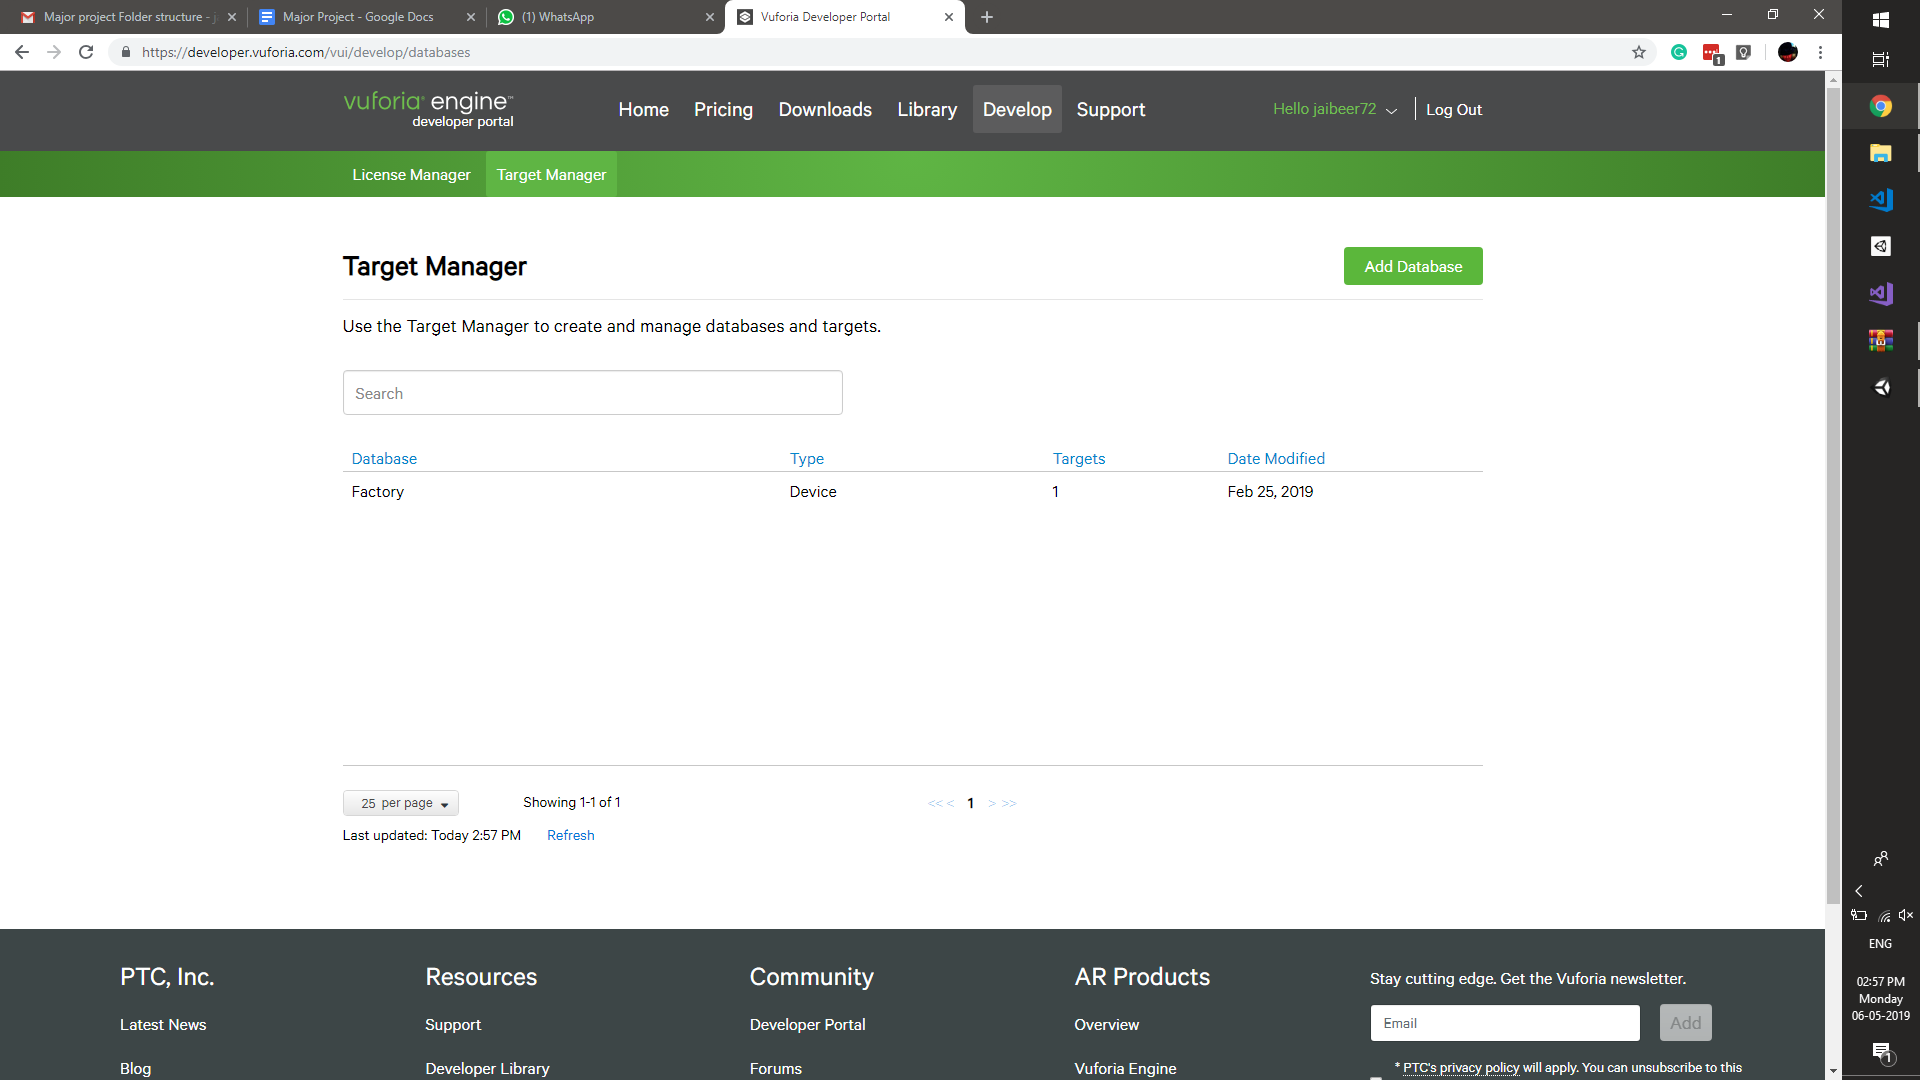 Major project Folder structure - j
Major Project - Google Docs
(1) WhatsApp
Vuforia Developer Portal
https://developer.vuforia.com/vui/develop/databases
1
vuforia® engine™
developer portal
Home
Pricing
Downloads
Library
Develop
Support
Hello jaibeer72
Log Out
License Manager
Target Manager
Target Manager
Add Database
Use the Target Manager to create and manage databases and targets.
Search
Database Type Targets Date Modified
Factory Device 1 Feb 25, 2019
25 per page
Showing 1-1 of 1
<< < 1 > >>
Last updated: Today 2:57 PM
Refresh
PTC, Inc.
Latest News
Blog
Resources
Support
Developer Library
Community
Developer Portal
Forums
AR Products
Overview
Vuforia Engine
Stay cutting edge. Get the Vuforia newsletter.
Email
Add
* PTC's privacy policy will apply. You can unsubscribe to this
ENG
02:57 PM
Monday
06-05-2019
1